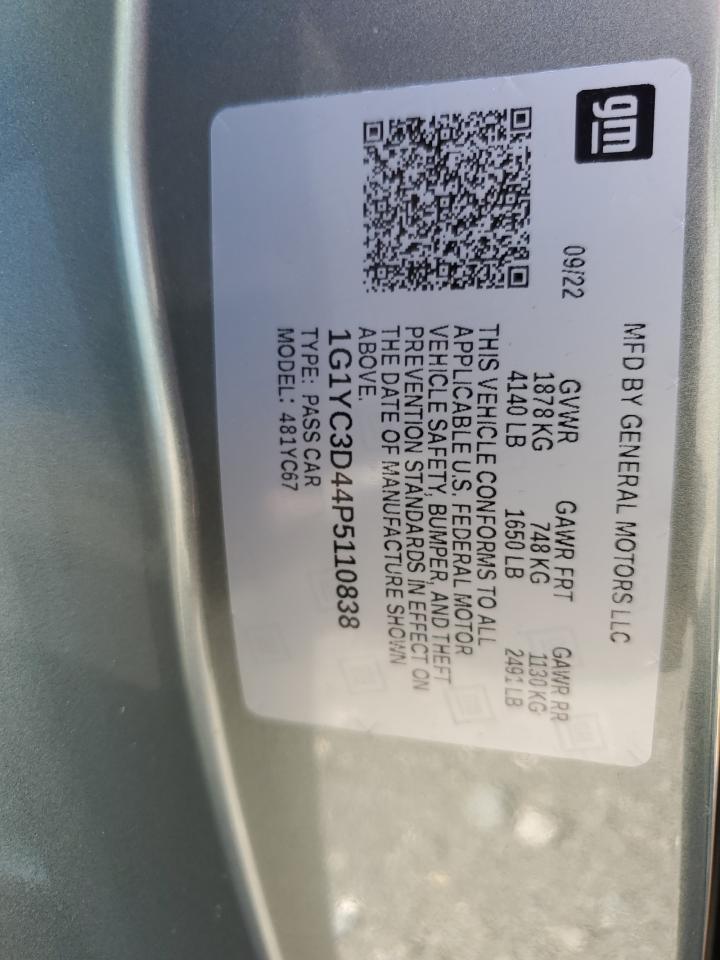 gm
MFD BY GENERAL MOTORS LLC
09/22
GVWR GAWR FRT GAWR RR
1878 KG 748 KG 1130 KG
4140 LB 1650 LB 2491 LB
THIS VEHICLE CONFORMS TO ALL
APPLICABLE U.S. FEDERAL MOTOR
VEHICLE SAFETY, BUMPER, AND THEFT
PREVENTION STANDARDS IN EFFECT ON
THE DATE OF MANUFACTURE SHOWN
ABOVE.
1G1YC3D44P5110838
TYPE: PASS CAR
MODEL: 481YC67